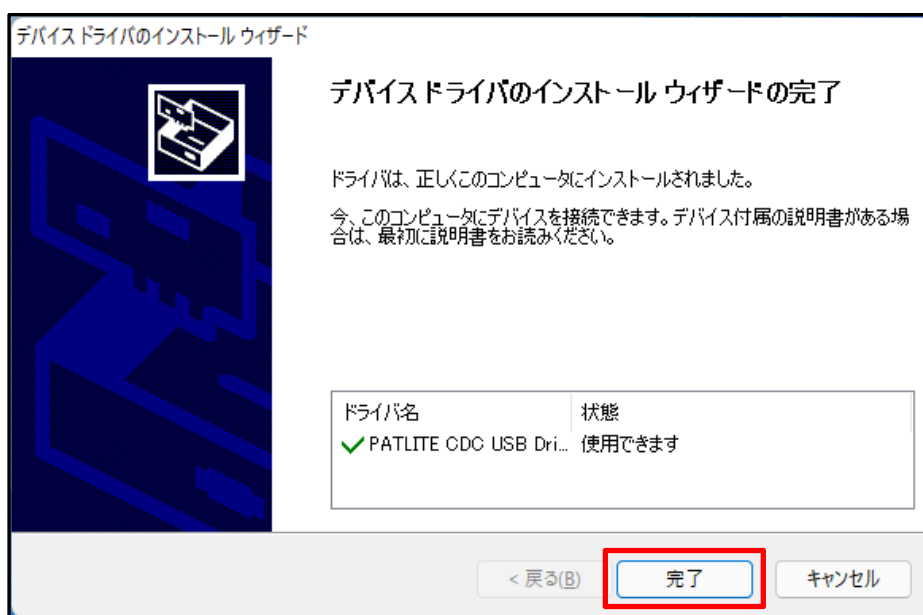 デバイス ドライバのインストール ウィザード
デバイス ドライバのインストール ウィザードの完了
ドライバは、正しくこのコンピュータにインストールされました。
今、このコンピュータにデバイスを接続できます。デバイス付属の説明書がある場
合は、最初に説明書をお読みください。
ドライバ名 状態
PATLITE CDC USB Dri... 使用できます
< 戻る(B) 完了 キャンセル